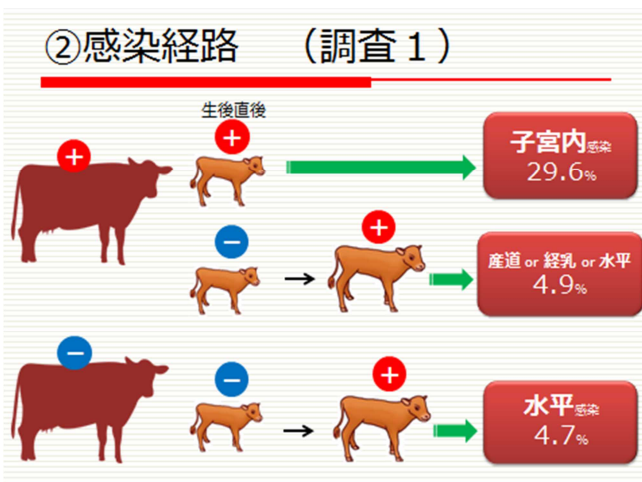 ②感染経路　（調査１）
生後直後
＋
＋
子宮内感染
29.6%
−
＋
産道 or 経乳 or 水平
4.9%
−
−
＋
水平感染
4.7%